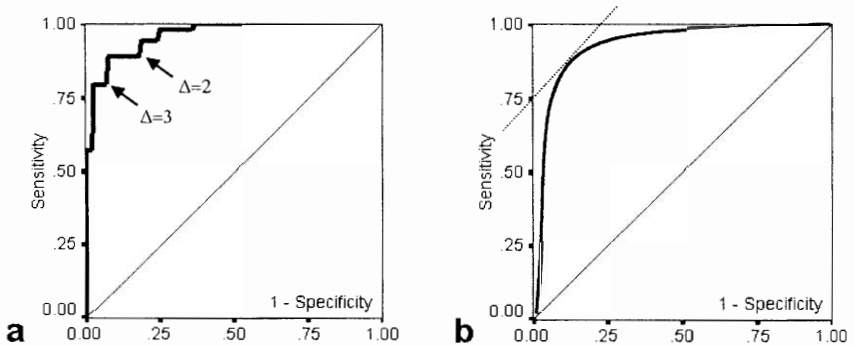 1.00
.75
.50
.25
0.00
Sensitivity
Δ=2
Δ=3
1 - Specificity
0.00 .25 .50 .75 1.00
a
1.00
.75
.50
.25
0.00
Sensitivity
1 - Specificity
0.00 .25 .50 .75 1.00
b